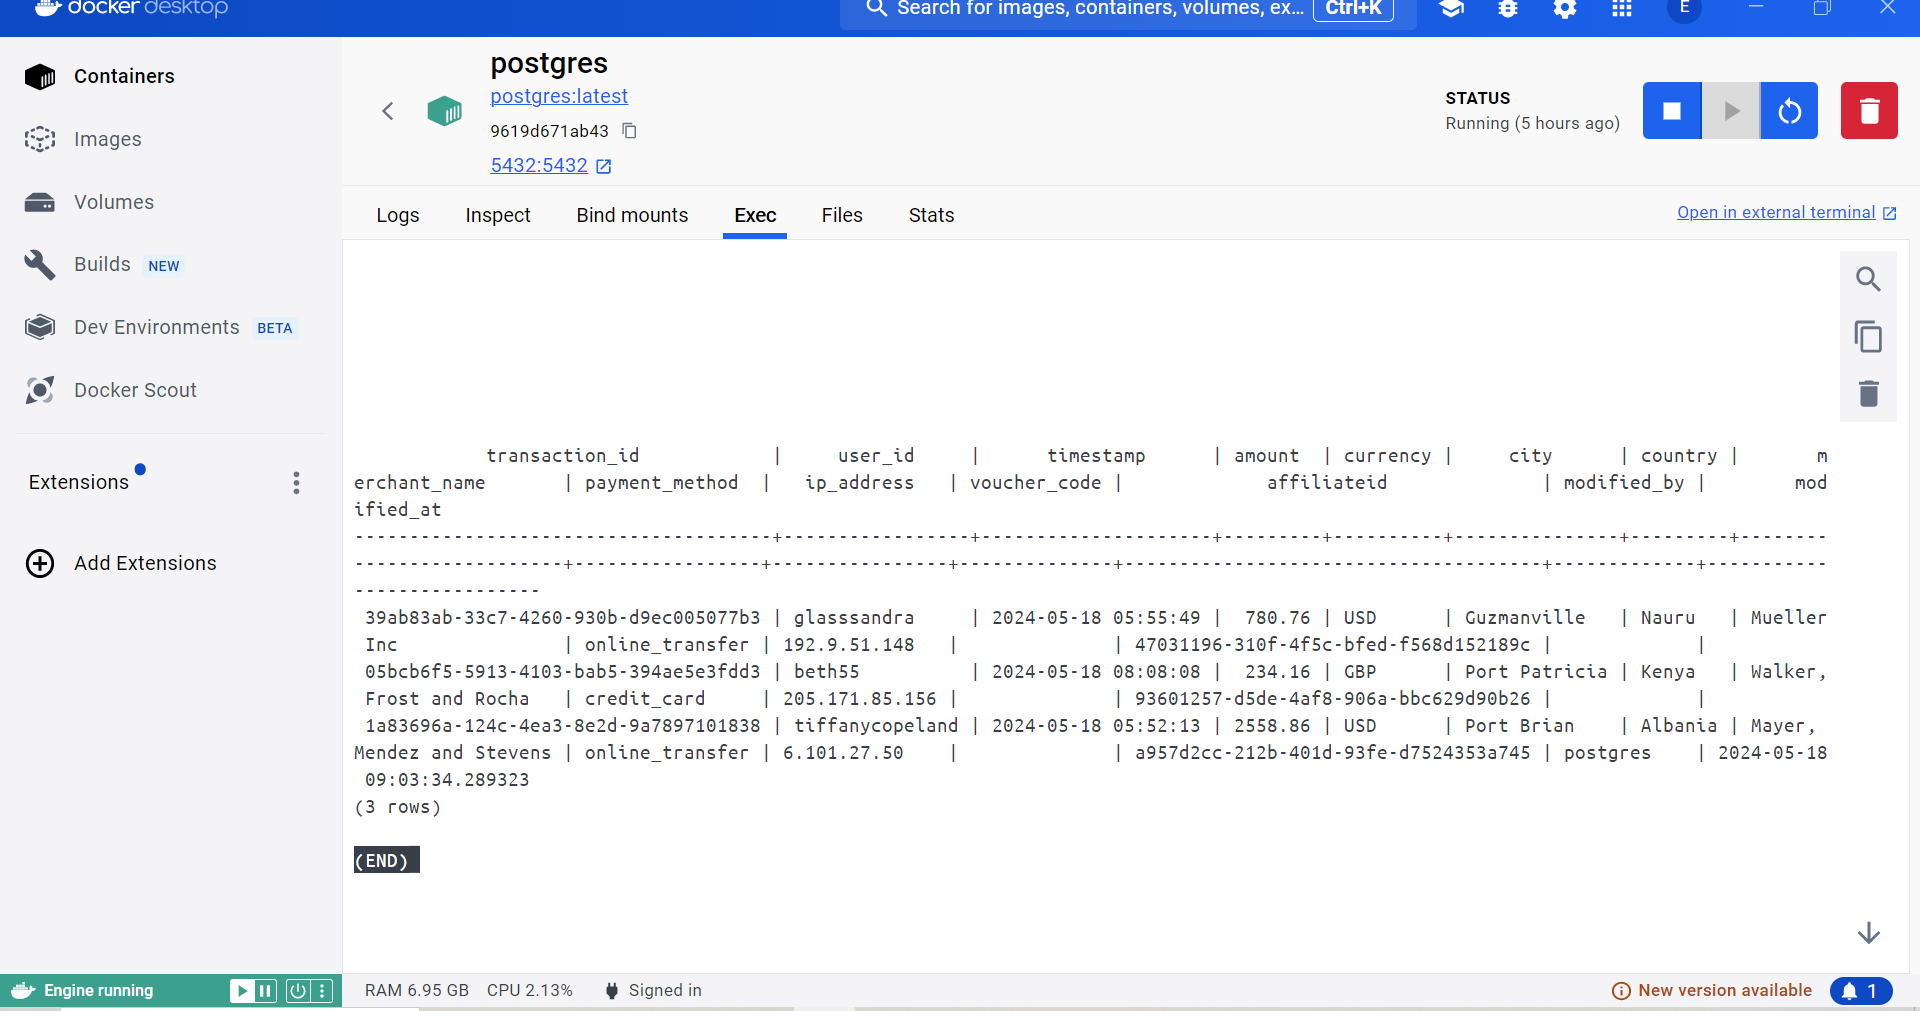 docker desktop
Search for images, containers, volumes, ex... Ctrl+K
E
Containers
Images
Volumes
Builds NEW
Dev Environments BETA
Docker Scout
Extensions
Add Extensions
postgres
postgres:latest
9619d671ab43
5432:5432
STATUS
Running (5 hours ago)
Logs Inspect Bind mounts Exec Files Stats
Open in external terminal
            transaction_id            |     user_id     |      timestamp      | amount  | currency |     city      | country |       m
erchant_name       | payment_method  |   ip_address   | voucher_code |             affiliateid              | modified_by |        mod
ified_at
--------------------------------------+-----------------+---------------------+---------+----------+---------------+---------+--------
-------------------+-----------------+----------------+--------------+--------------------------------------+-------------+-----------
-----------------
 39ab83ab-33c7-4260-930b-d9ec005077b3 | glasssandra     | 2024-05-18 05:55:49 |  780.76 | USD      | Guzmanville   | Nauru   | Mueller
 Inc               | online_transfer | 192.9.51.148   |              | 47031196-310f-4f5c-bfed-f568d152189c |             |
 05bcb6f5-5913-4103-bab5-394ae5e3fdd3 | beth55          | 2024-05-18 08:08:08 |  234.16 | GBP      | Port Patricia | Kenya   | Walker,
 Frost and Rocha   | credit_card     | 205.171.85.156 |              | 93601257-d5de-4af8-906a-bbc629d90b26 |             |
 1a83696a-124c-4ea3-8e2d-9a7897101838 | tiffanycopeland | 2024-05-18 05:52:13 | 2558.86 | USD      | Port Brian    | Albania | Mayer,
Mendez and Stevens | online_transfer | 6.101.27.50    |              | a957d2cc-212b-401d-93fe-d7524353a745 | postgres    | 2024-05-18
 09:03:34.289323
(3 rows)
(END)
Engine running
RAM 6.95 GB CPU 2.13% Signed in
New version available 1